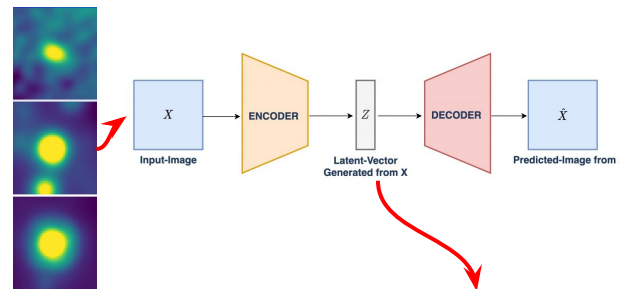 X
ENCODER
Z
DECODER
X̂
Input-Image
Latent-Vector
Generated from X
Predicted-Image from